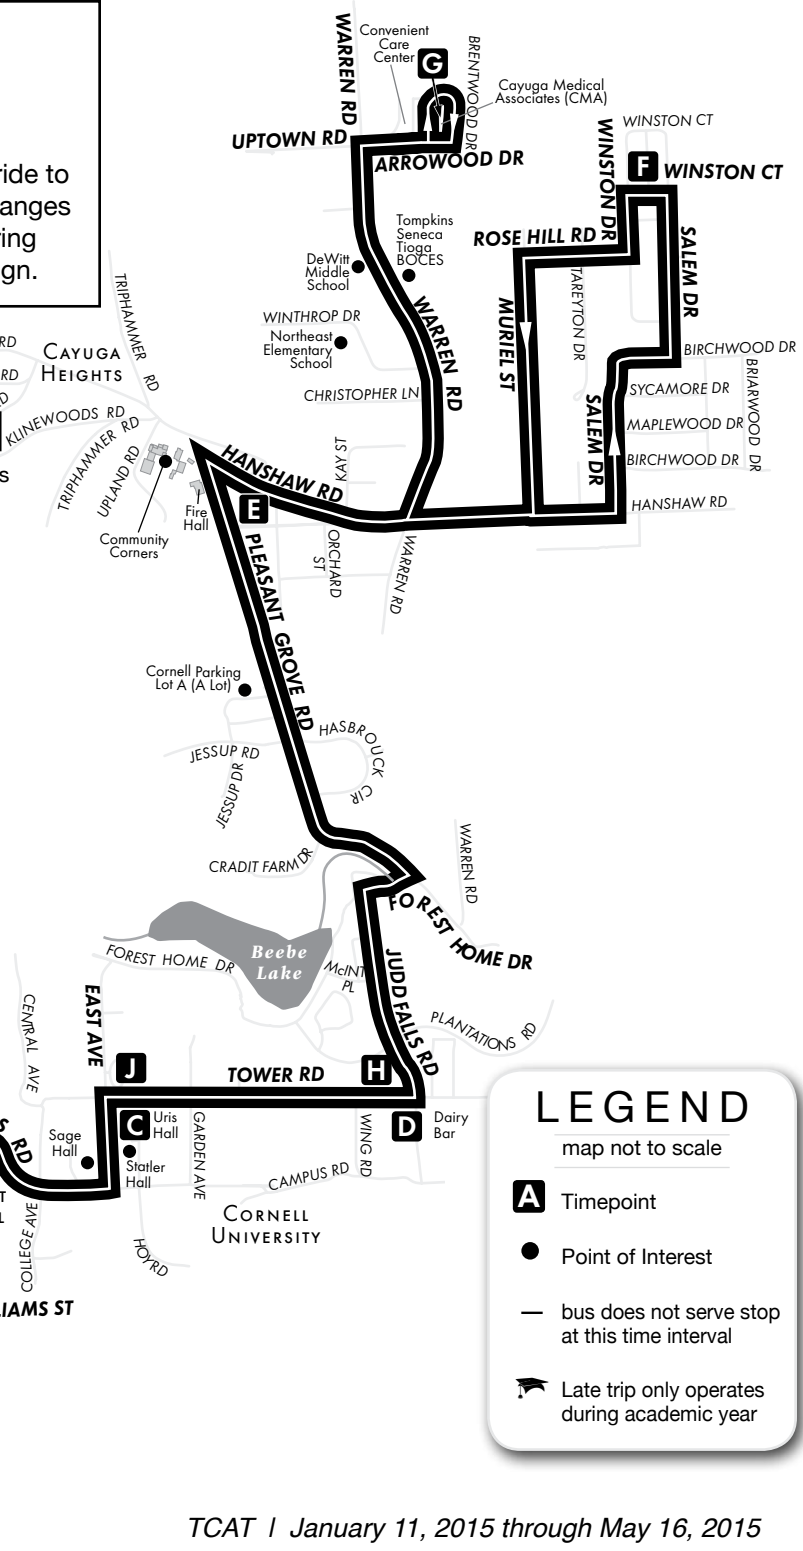 ride to
anges
ring
gn.
WARREN RD
Convenient
Care
Center
G
BRENTWOOD DR
Cayuga Medical
Associates (CMA)
UPTOWN RD
ARROWOOD DR
WINSTON CT
WINSTON DR
F
WINSTON CT
Tompkins
Seneca
Tioga
BOCES
ROSE HILL RD
SALEM DR
DeWitt
Middle
School
TRIPHAMMER RD
TAREYTON DR
MURIEL ST
WARREN RD
WINTHROP DR
Northeast
Elementary
School
RD
CAYUGA
HEIGHTS
BIRCHWOOD DR
BRIARWOOD DR
RD
D
CHRISTOPHER LN
SYCAMORE DR
SALEM DR
KLINEWOODS RD
TRIPHAMMER RD
MAPLEWOOD DR
UPLAND RD
KAY ST
BIRCHWOOD DR
s
HANSHAW RD
HANSHAW RD
Fire
Hall
E
Community
Corners
ORCHARD
ST
WARREN RD
PLEASANT GROVE RD
Cornell Parking
Lot A (A Lot)
HASBROUCK
CIR
JESSUP RD
JESSUP DR
CRADIT FARM DR
WARREN RD
FOREST HOME DR
FOREST HOME DR
Beebe
Lake
McINT
PL
JUDD FALLS RD
PLANTATIONS RD
CENTRAL AVE
EAST AVE
J
TOWER RD
H
C
Uris
Hall
D
Dairy
Bar
S RD
Sage
Hall
Statler
Hall
GARDEN AVE
WING RD
CAMPUS RD
T
L
COLLEGE AVE
CORNELL
UNIVERSITY
HOY RD
LIAMS ST
LEGEND
map not to scale
A Timepoint
Point of Interest
— bus does not serve stop
at this time interval
Late trip only operates
during academic year
TCAT | January 11, 2015 through May 16, 2015